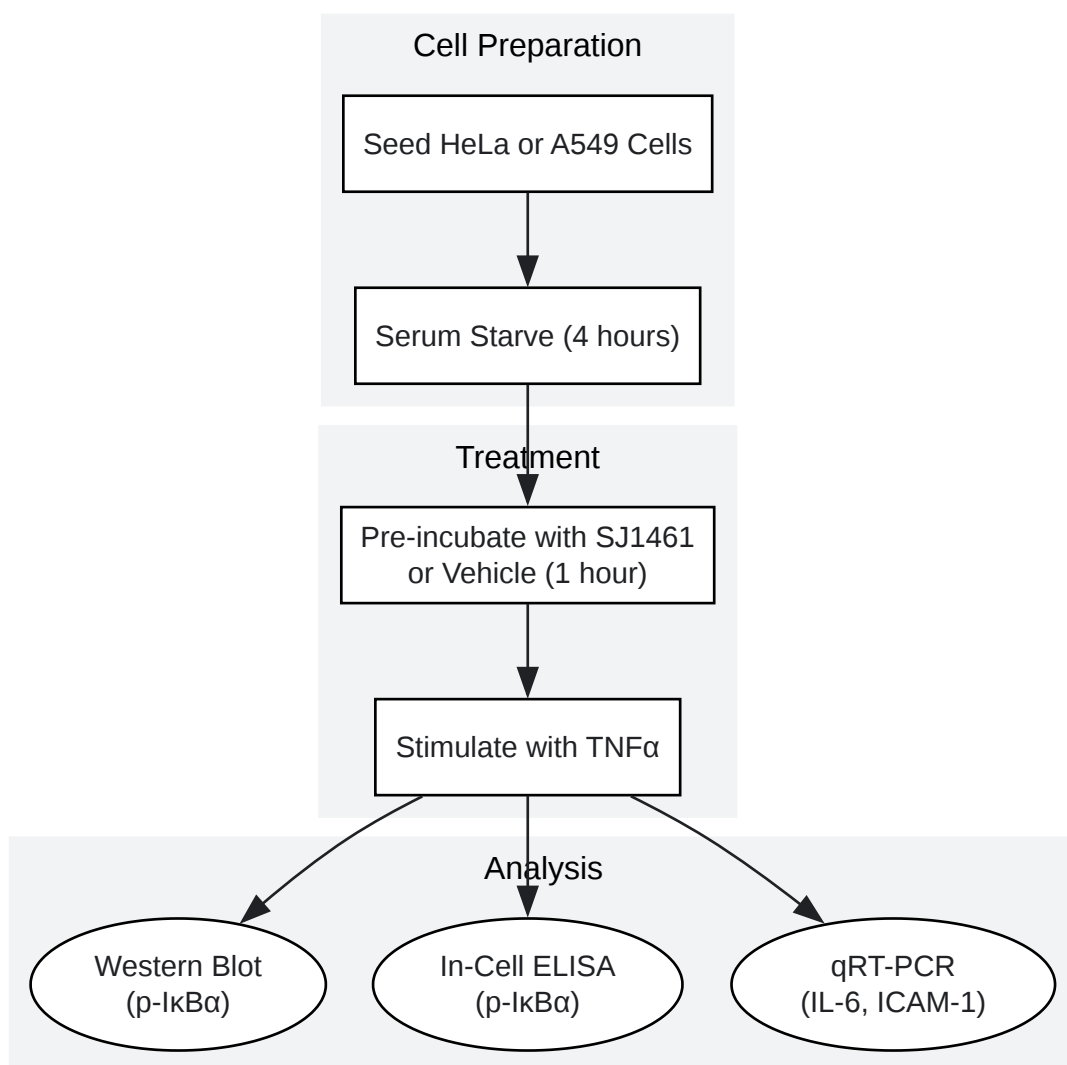 Cell Preparation
Seed HeLa or A549 Cells
Serum Starve (4 hours)
Treatment
Pre-incubate with SJ1461
or Vehicle (1 hour)
Stimulate with TNFα
Analysis
Western Blot
(p-IκBα)
In-Cell ELISA
(p-IκBα)
qRT-PCR
(IL-6, ICAM-1)